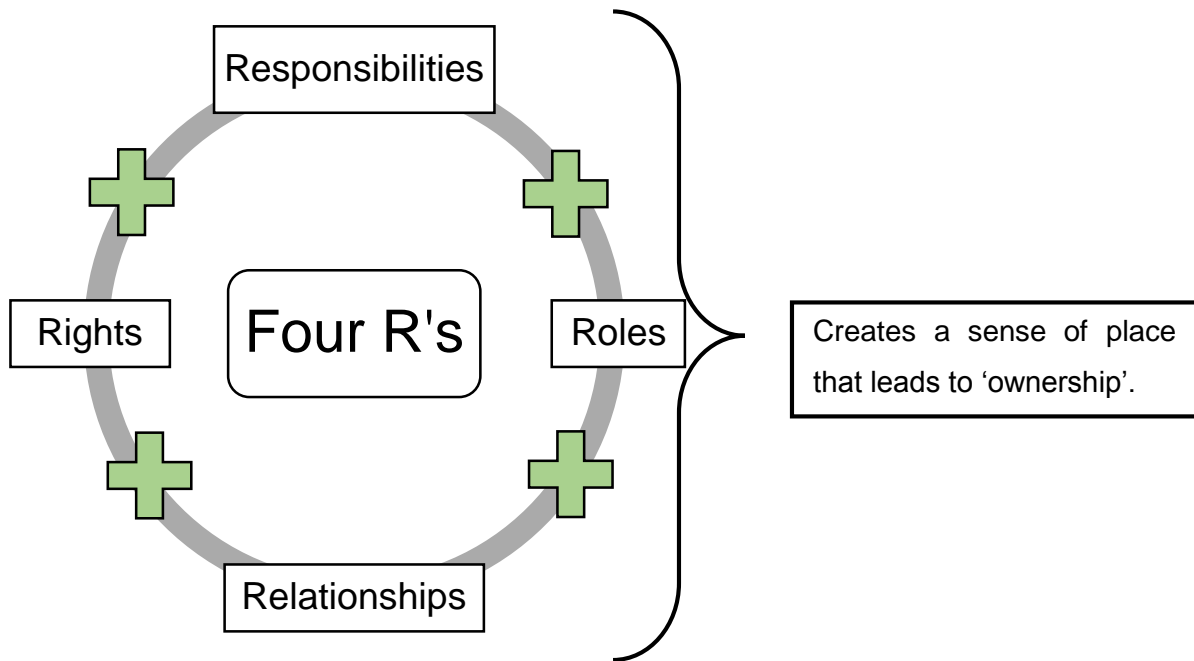 Responsibilities
Rights
Four R's
Roles
Creates a sense of place
that leads to ‘ownership’.
Relationships